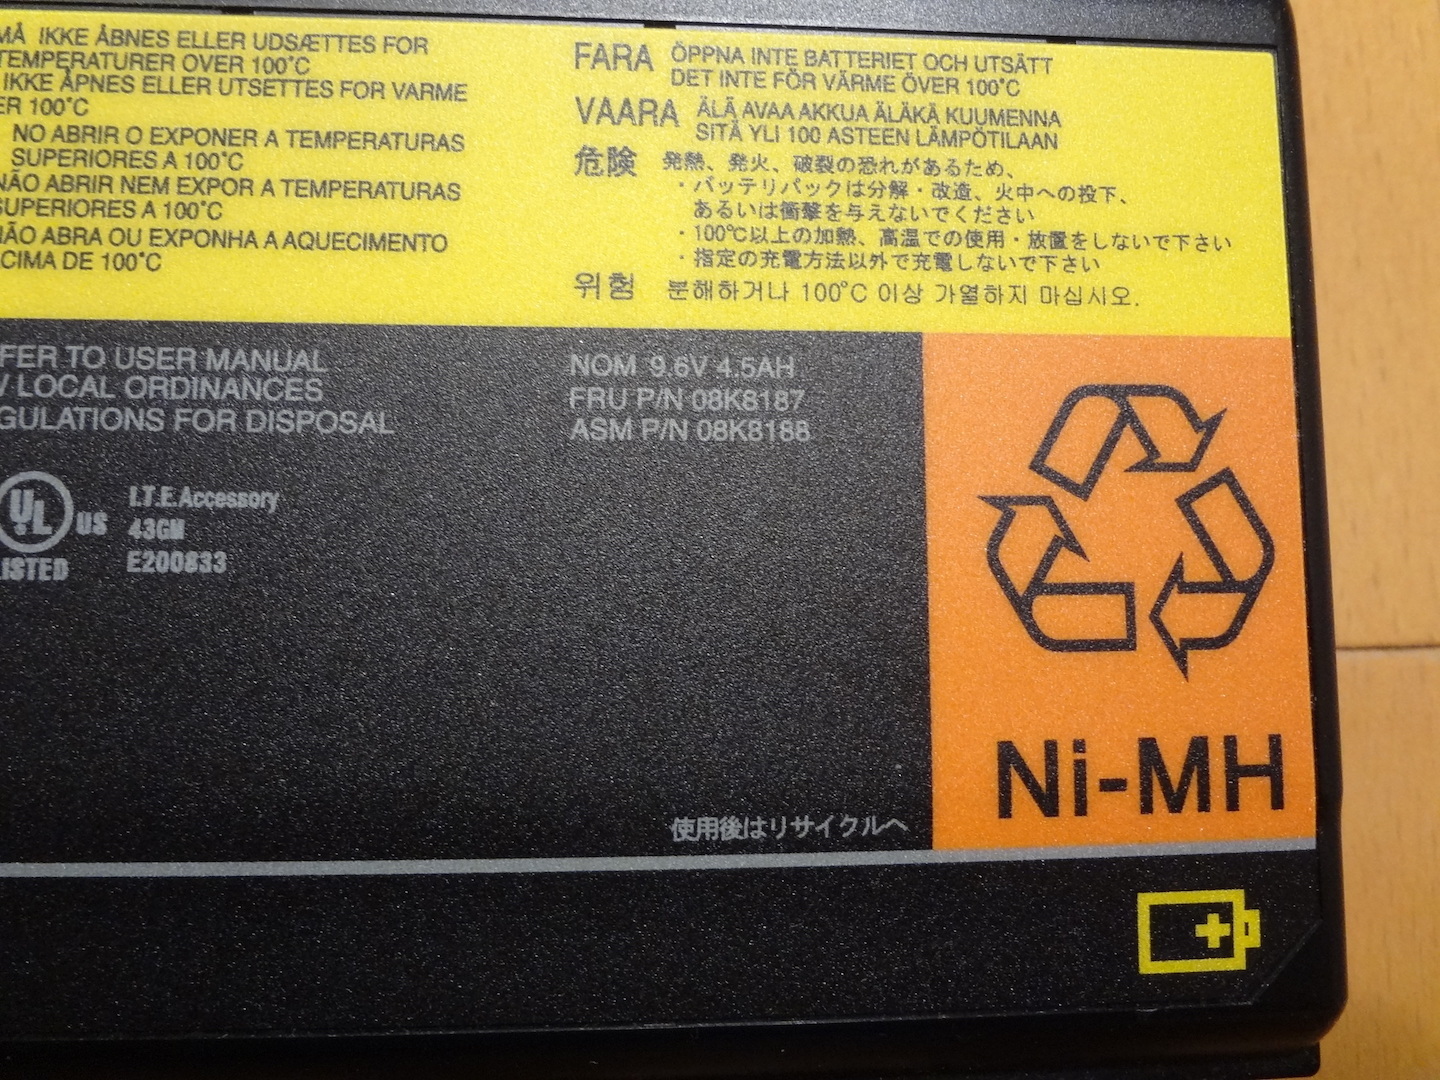 MÅ IKKE ÅBNES ELLER UDSÆTTES FOR
TEMPERATURER OVER 100°C
IKKE ÅPNES ELLER UTSETTES FOR VARME
ER 100°C
NO ABRIR O EXPONER A TEMPERATURAS
SUPERIORES A 100°C
NÃO ABRIR NEM EXPOR A TEMPERATURAS
SUPERIORES A 100°C
NÃO ABRA OU EXPONHA A AQUECIMENTO
CIMA DE 100°C
FARA ÖPPNA INTE BATTERIET OCH UTSÄTT
DET INTE FÖR VÄRME ÖVER 100°C
VAARA ÄLÄ AVAA AKKUA ÄLÄKÄ KUUMENNA
SITÄ YLI 100 ASTEEN LÄMPÖTILAAN
危険 発熱、発火、破裂の恐れがあるため、
・バッテリパックは分解・改造、火中への投下、
あるいは衝撃を与えないでください
・100℃以上の加熱、高温での使用・放置をしないで下さい
・指定の充電方法以外で充電しないで下さい
위험 분해하거나 100°C 이상 가열하지 마십시오.
FER TO USER MANUAL
LOCAL ORDINANCES
GULATIONS FOR DISPOSAL
NOM 9.6V 4.5AH
FRU P/N 08K8187
ASM P/N 08K8188
UL US
LISTED
I.T.E. Accessory
43GM
E200833
Ni-MH
使用後はリサイクルへ